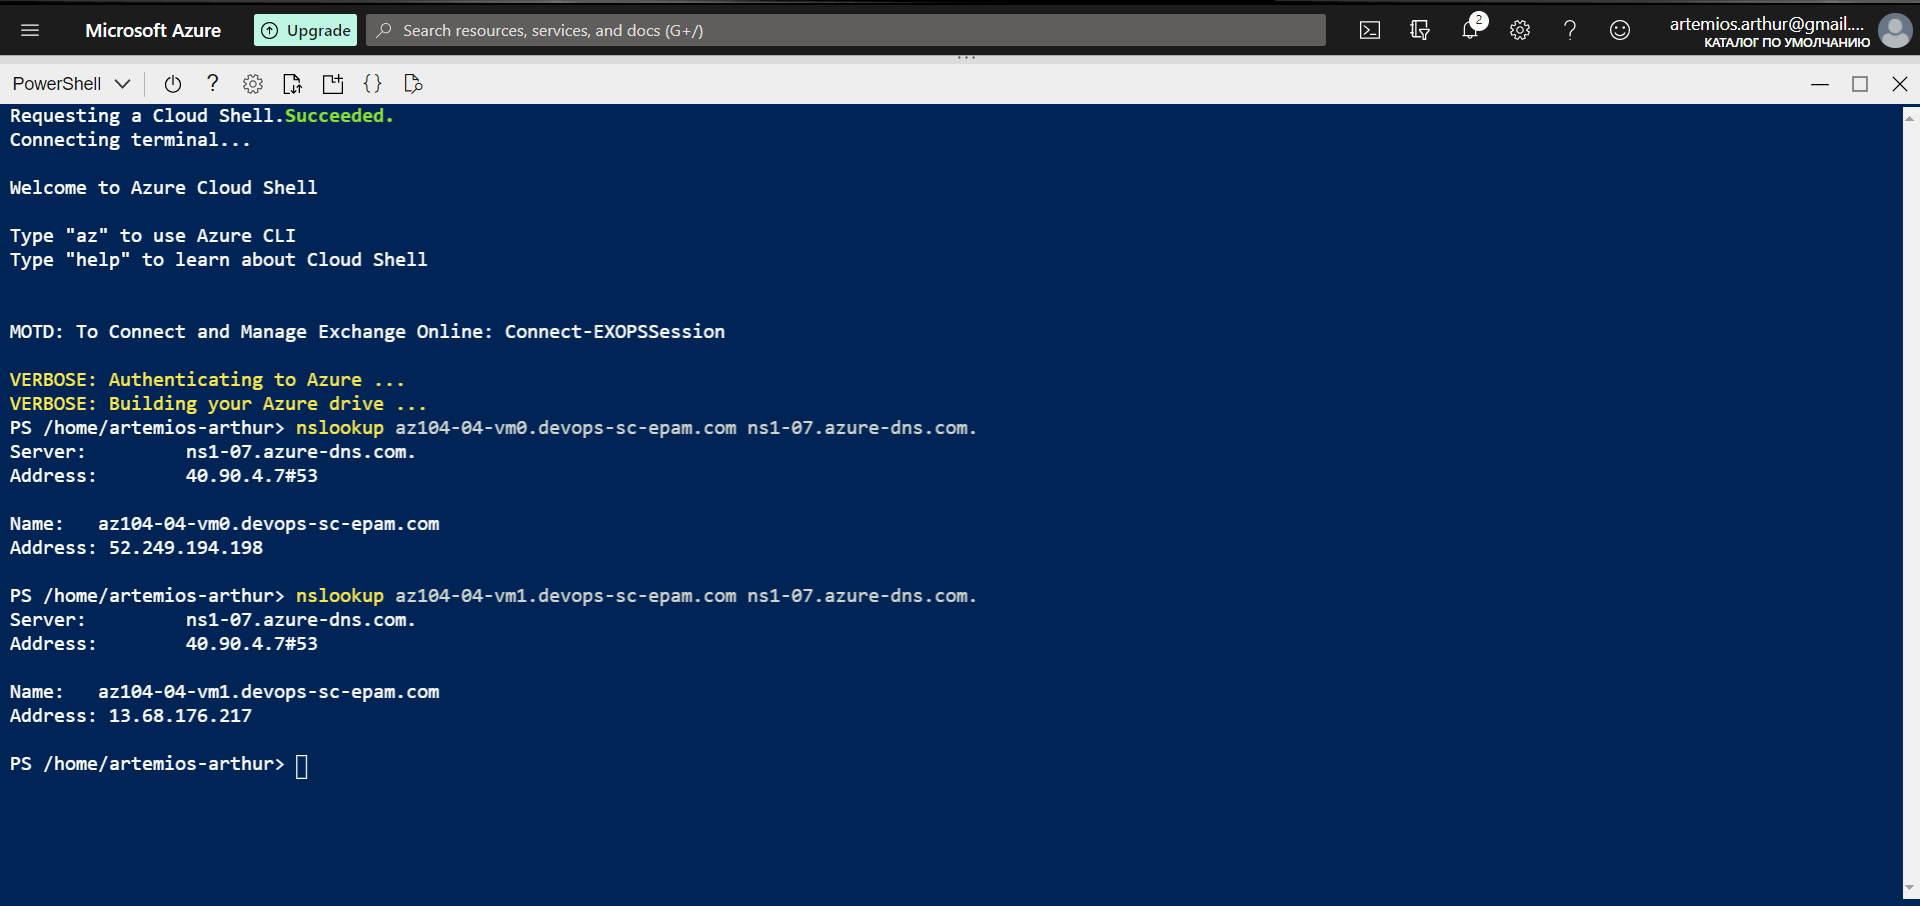 Microsoft Azure
Upgrade
Search resources, services, and docs (G+/)
2
artemios.arthur@gmail....
КАТАЛОГ ПО УМОЛЧАНИЮ
PowerShell
Requesting a Cloud Shell.Succeeded.
Connecting terminal...
Welcome to Azure Cloud Shell
Type "az" to use Azure CLI
Type "help" to learn about Cloud Shell
MOTD: To Connect and Manage Exchange Online: Connect-EXOPSSession
VERBOSE: Authenticating to Azure ...
VERBOSE: Building your Azure drive ...
PS /home/artemios-arthur> nslookup az104-04-vm0.devops-sc-epam.com ns1-07.azure-dns.com.
Server:         ns1-07.azure-dns.com.
Address:        40.90.4.7#53
Name:   az104-04-vm0.devops-sc-epam.com
Address: 52.249.194.198
PS /home/artemios-arthur> nslookup az104-04-vm1.devops-sc-epam.com ns1-07.azure-dns.com.
Server:         ns1-07.azure-dns.com.
Address:        40.90.4.7#53
Name:   az104-04-vm1.devops-sc-epam.com
Address: 13.68.176.217
PS /home/artemios-arthur>